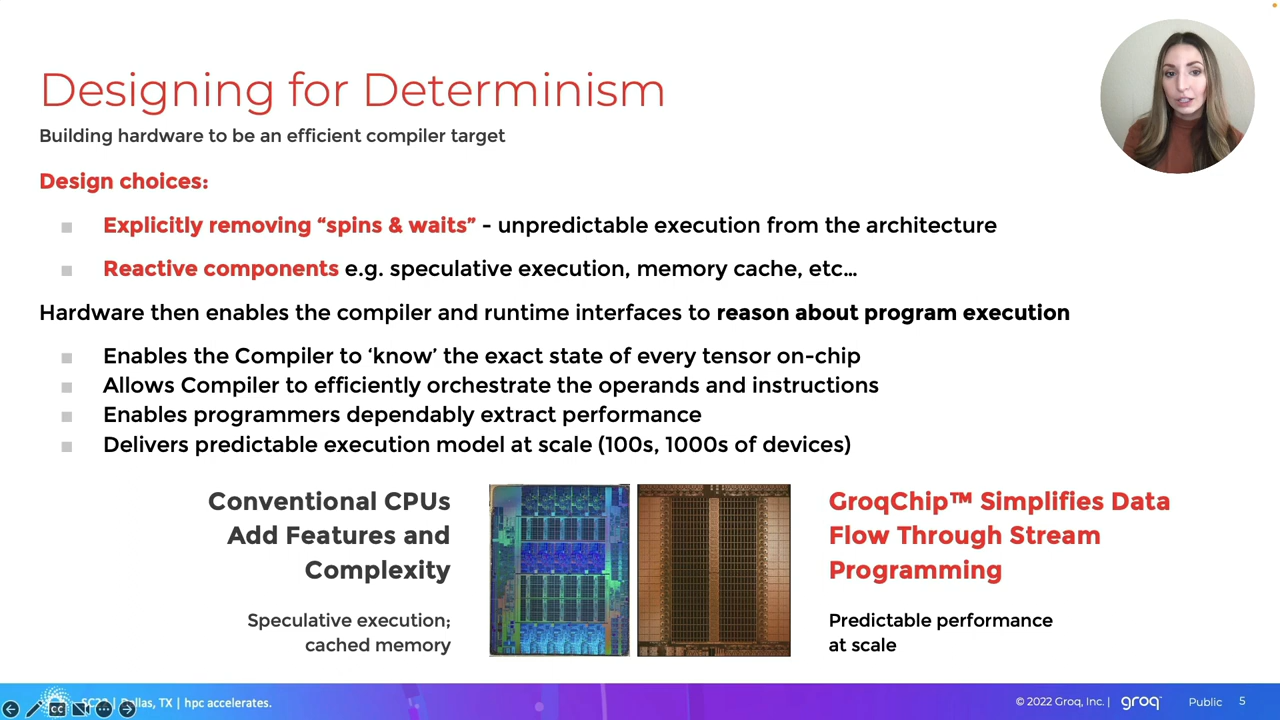 Designing for Determinism
Building hardware to be an efficient compiler target
Design choices:
Explicitly removing “spins & waits” - unpredictable execution from the architecture
Reactive components e.g. speculative execution, memory cache, etc…
Hardware then enables the compiler and runtime interfaces to reason about program execution
Enables the Compiler to ‘know’ the exact state of every tensor on-chip
Allows Compiler to efficiently orchestrate the operands and instructions
Enables programmers dependably extract performance
Delivers predictable execution model at scale (100s, 1000s of devices)
Conventional CPUs
Add Features and
Complexity
Speculative execution;
cached memory
GroqChip™ Simplifies Data
Flow Through Stream
Programming
Predictable performance
at scale
Dallas, TX | hpc accelerates.
CC
© 2022 Groq, Inc. | groq™ Public 5